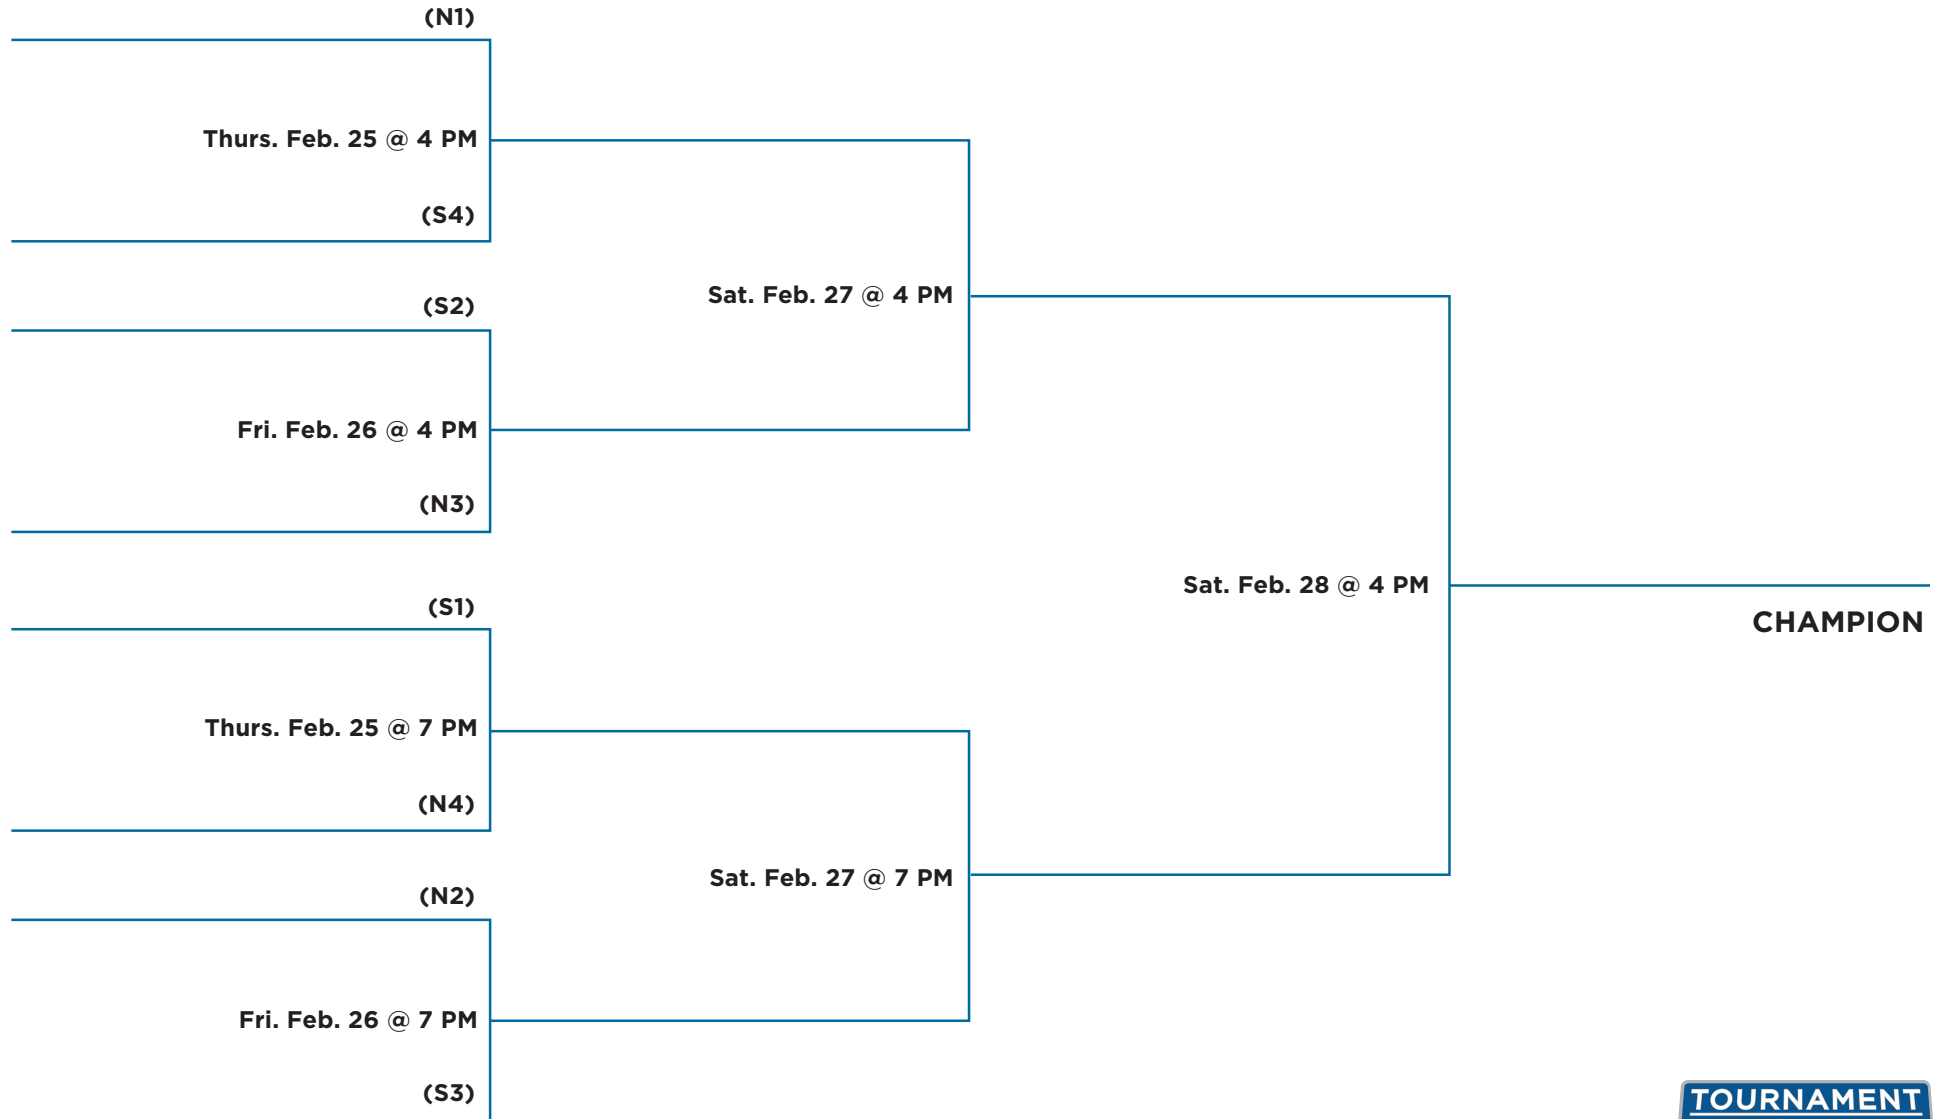 (N1)
Thurs. Feb. 25 @ 4 PM
(S4)
(S2)
Sat. Feb. 27 @ 4 PM
Fri. Feb. 26 @ 4 PM
(N3)
Sat. Feb. 28 @ 4 PM
(S1)
CHAMPION
Thurs. Feb. 25 @ 7 PM
(N4)
Sat. Feb. 27 @ 7 PM
(N2)
Fri. Feb. 26 @ 7 PM
(S3)
TOURNAMENT